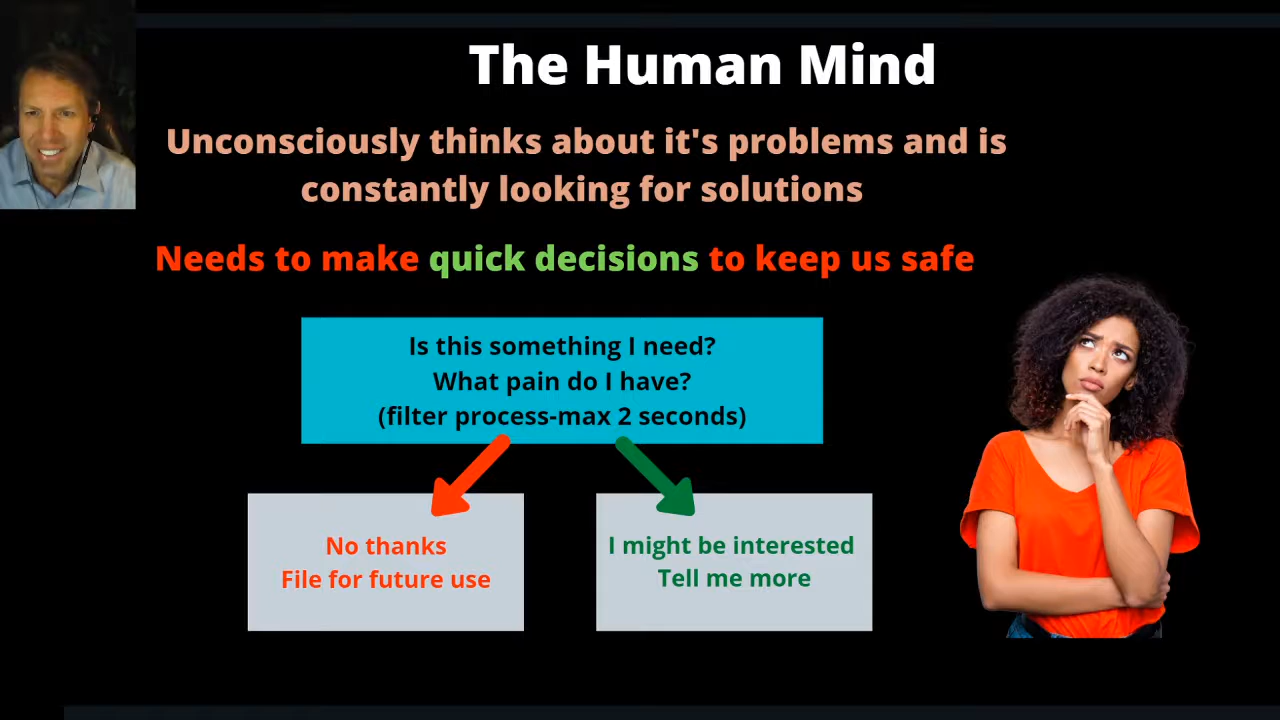 The Human Mind
Unconsciously thinks about it's problems and is
constantly looking for solutions
Needs to make quick decisions to keep us safe
Is this something I need?
What pain do I have?
(filter process-max 2 seconds)
No thanks
File for future use
I might be interested
Tell me more